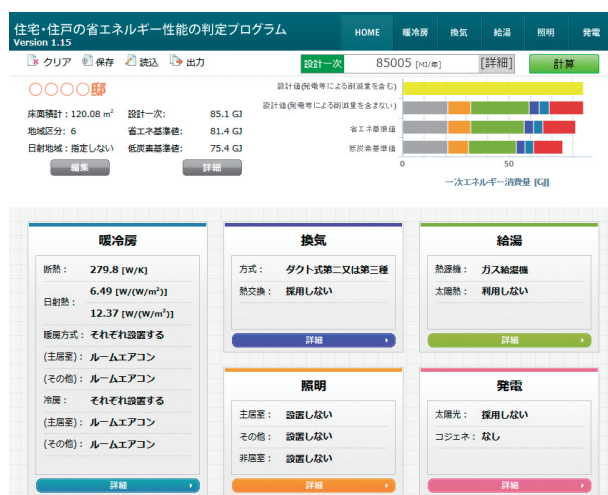 住宅・住戸の省エネルギー性能の判定プログラム
Version 1.15
HOME 暖冷房 換気 給湯 照明 発電
クリア 保存 読込 出力
設計一次 85005 [MJ/年] [詳細] 計算
〇〇〇〇邸
床面積計：120.08 m² 設計一次： 85.1 GJ
地域区分：6 省エネ基準値： 81.4 GJ
日射地域：指定しない 低炭素基準値： 75.4 GJ
編集 詳細
設計値(発電等による削減量を含む)
設計値(発電等による削減量を含まない)
省エネ基準値
低炭素基準値
0 50
一次エネルギー消費量 [GJ]
暖冷房
断熱： 279.8 [W/K]
日射熱： 6.49 [W/(W/m²)]
12.37 [W/(W/m²)]
暖房方式： それぞれ設置する
(主居室)： ルームエアコン
(その他)： ルームエアコン
冷房： それぞれ設置する
(主居室)： ルームエアコン
(その他)： ルームエアコン
詳細
換気
方式： ダクト式第二又は第三種
熱交換： 採用しない
詳細
給湯
熱源機： ガス給湯機
太陽熱： 利用しない
詳細
照明
主居室： 設置しない
その他： 設置しない
非居室： 設置しない
詳細
発電
太陽光： 採用しない
コジェネ： なし
詳細